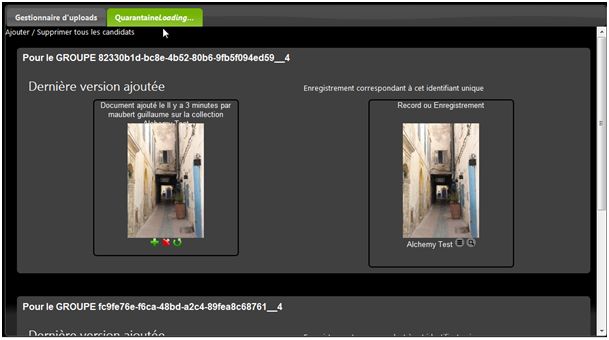 Gestionnaire d'uploads QuarantaineLoading...
Ajouter / Supprimer tous les candidats
Pour le GROUPE 82330b1d-bc8e-4b52-80b6-9fb5f094ed59__4
Dernière version ajoutée
Enregistrement correspondant à cet identifiant unique
Document ajouté le Il y a 3 minutes par
maubert guillaume sur la collection
Alchemy Test
Record ou Enregistrement
Alchemy Test
Pour le GROUPE fc9fe76e-f6ca-48bd-a2c4-89fea8c68761__4
Dernière version ajoutée